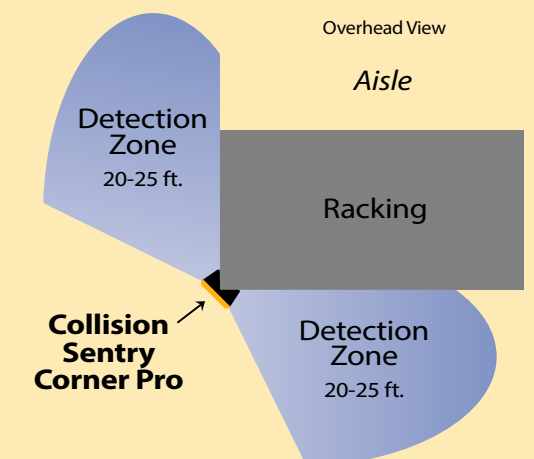 Overhead View
Aisle
Detection
Zone
20-25 ft.
Racking
Collision
Sentry
Corner Pro
Detection
Zone
20-25 ft.